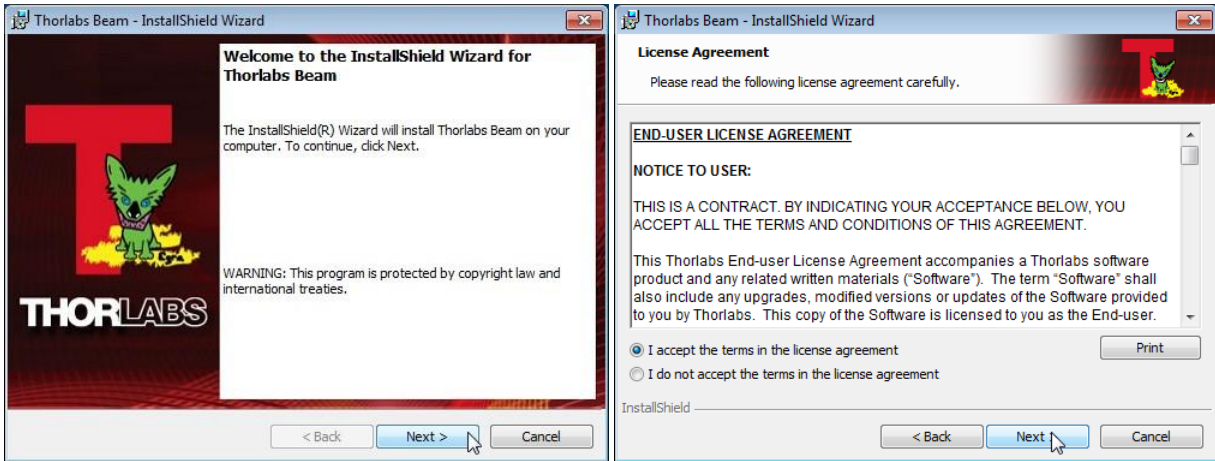 Thorlabs Beam - InstallShield Wizard
Welcome to the InstallShield Wizard for
Thorlabs Beam
The InstallShield(R) Wizard will install Thorlabs Beam on your
computer. To continue, click Next.
WARNING: This program is protected by copyright law and
international treaties.
THORLABS
< Back
Next >
Cancel
Thorlabs Beam - InstallShield Wizard
License Agreement
Please read the following license agreement carefully.
END-USER LICENSE AGREEMENT
NOTICE TO USER:
THIS IS A CONTRACT. BY INDICATING YOUR ACCEPTANCE BELOW, YOU
ACCEPT ALL THE TERMS AND CONDITIONS OF THIS AGREEMENT.
This Thorlabs End-user License Agreement accompanies a Thorlabs software
product and any related written materials (“Software”).  The term “Software” shall
also include any upgrades, modified versions or updates of the Software provided
to you by Thorlabs.  This copy of the Software is licensed to you as the End-user.
I accept the terms in the license agreement
Print
I do not accept the terms in the license agreement
InstallShield
< Back
Next
Cancel